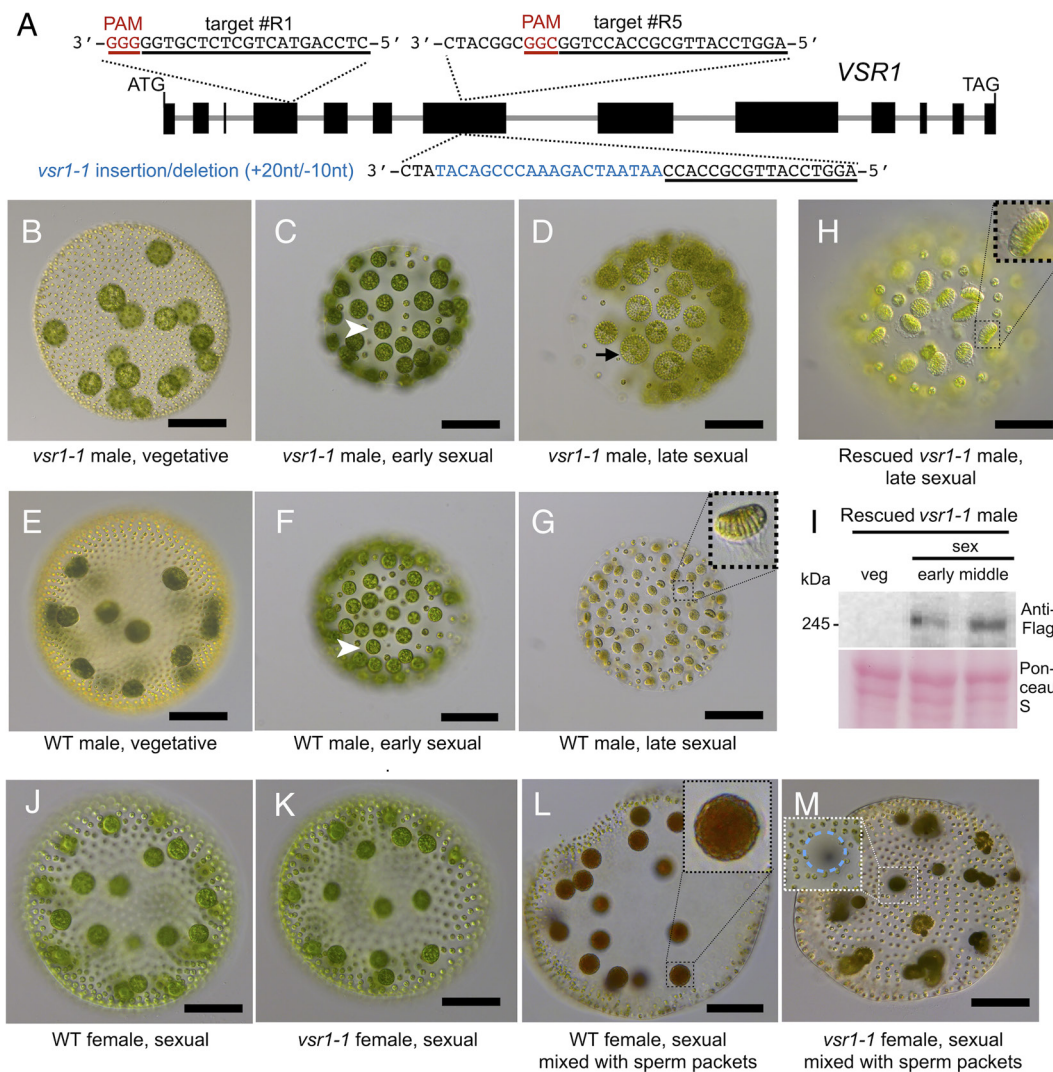 A
PAM target #R1 PAM target #R5
3’-GGGGGTGCTCTCGTCATGACCTC-5’ 3’-CTACGGCGGCGGTCCACCGCGTTACCTGGA-5’
ATG VSR1 TAG
vsr1-1 insertion/deletion (+20nt/-10nt) 3’-CTATACAGCCCAAAGACTAATAACCACCGCGTTACCTGGA-5’
B C D H
vsr1-1 male, vegetative
vsr1-1 male, early sexual
vsr1-1 male, late sexual
Rescued vsr1-1 male,
late sexual
E F G
WT male, vegetative
WT male, early sexual
WT male, late sexual
I
Rescued vsr1-1 male
sex
kDa veg early middle
245
Anti-
Flag
Pon-
ceau
S
J K L M
WT female, sexual
vsr1-1 female, sexual
WT female, sexual
mixed with sperm packets
vsr1-1 female, sexual
mixed with sperm packets